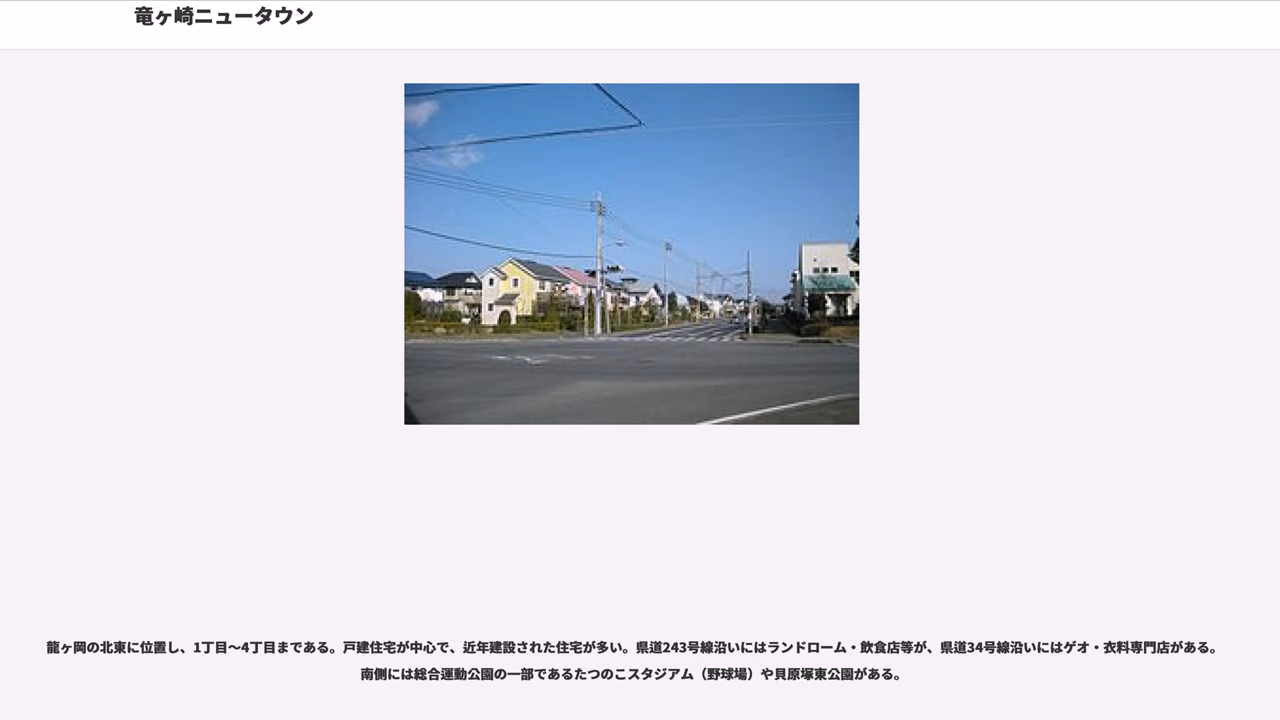 竜ヶ崎ニュータウン
龍ヶ岡の北東に位置し、1丁目〜4丁目まである。戸建住宅が中心で、近年建設された住宅が多い。県道243号線沿いにはランドローム・飲食店等が、県道34号線沿いにはゲオ・衣料専門店がある。
南側には総合運動公園の一部であるたつのこスタジアム（野球場）や貝原塚東公園がある。